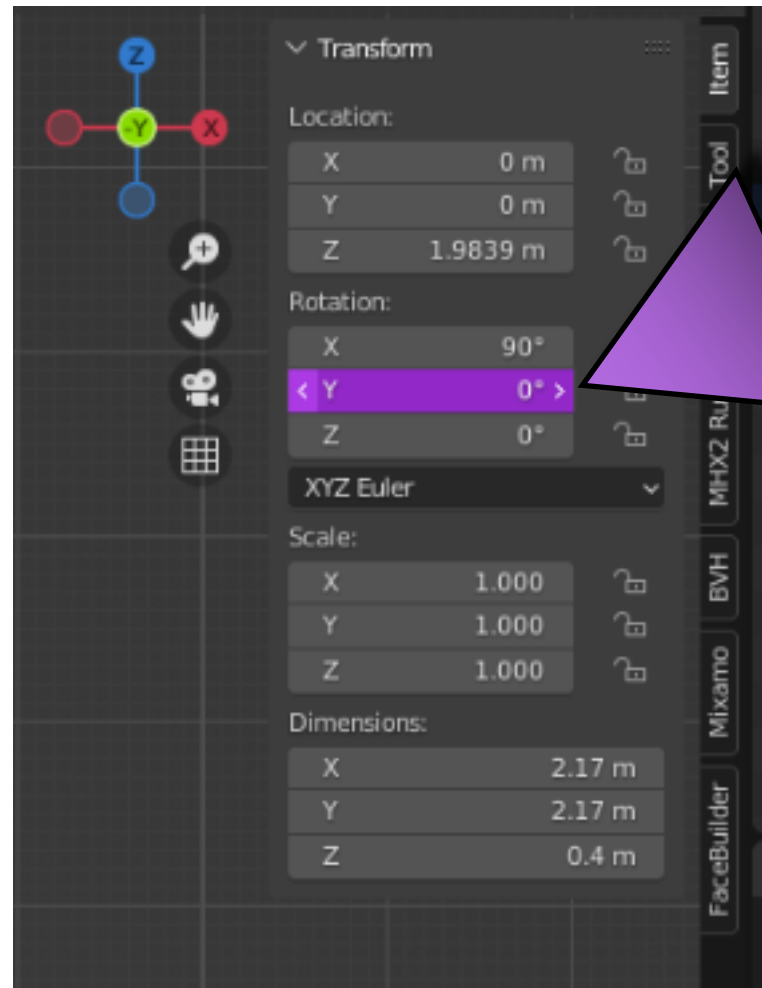 Z
-Y
X
Transform
Location:
X 0 m
Y 0 m
Z 1.9839 m
Rotation:
X 90°
Y 0°
Z 0°
XYZ Euler
Scale:
X 1.000
Y 1.000
Z 1.000
Dimensions:
X 2.17 m
Y 2.17 m
Z 0.4 m
Item
Tool
MHX2 Ru
BVH
Mixamo
FaceBuilder